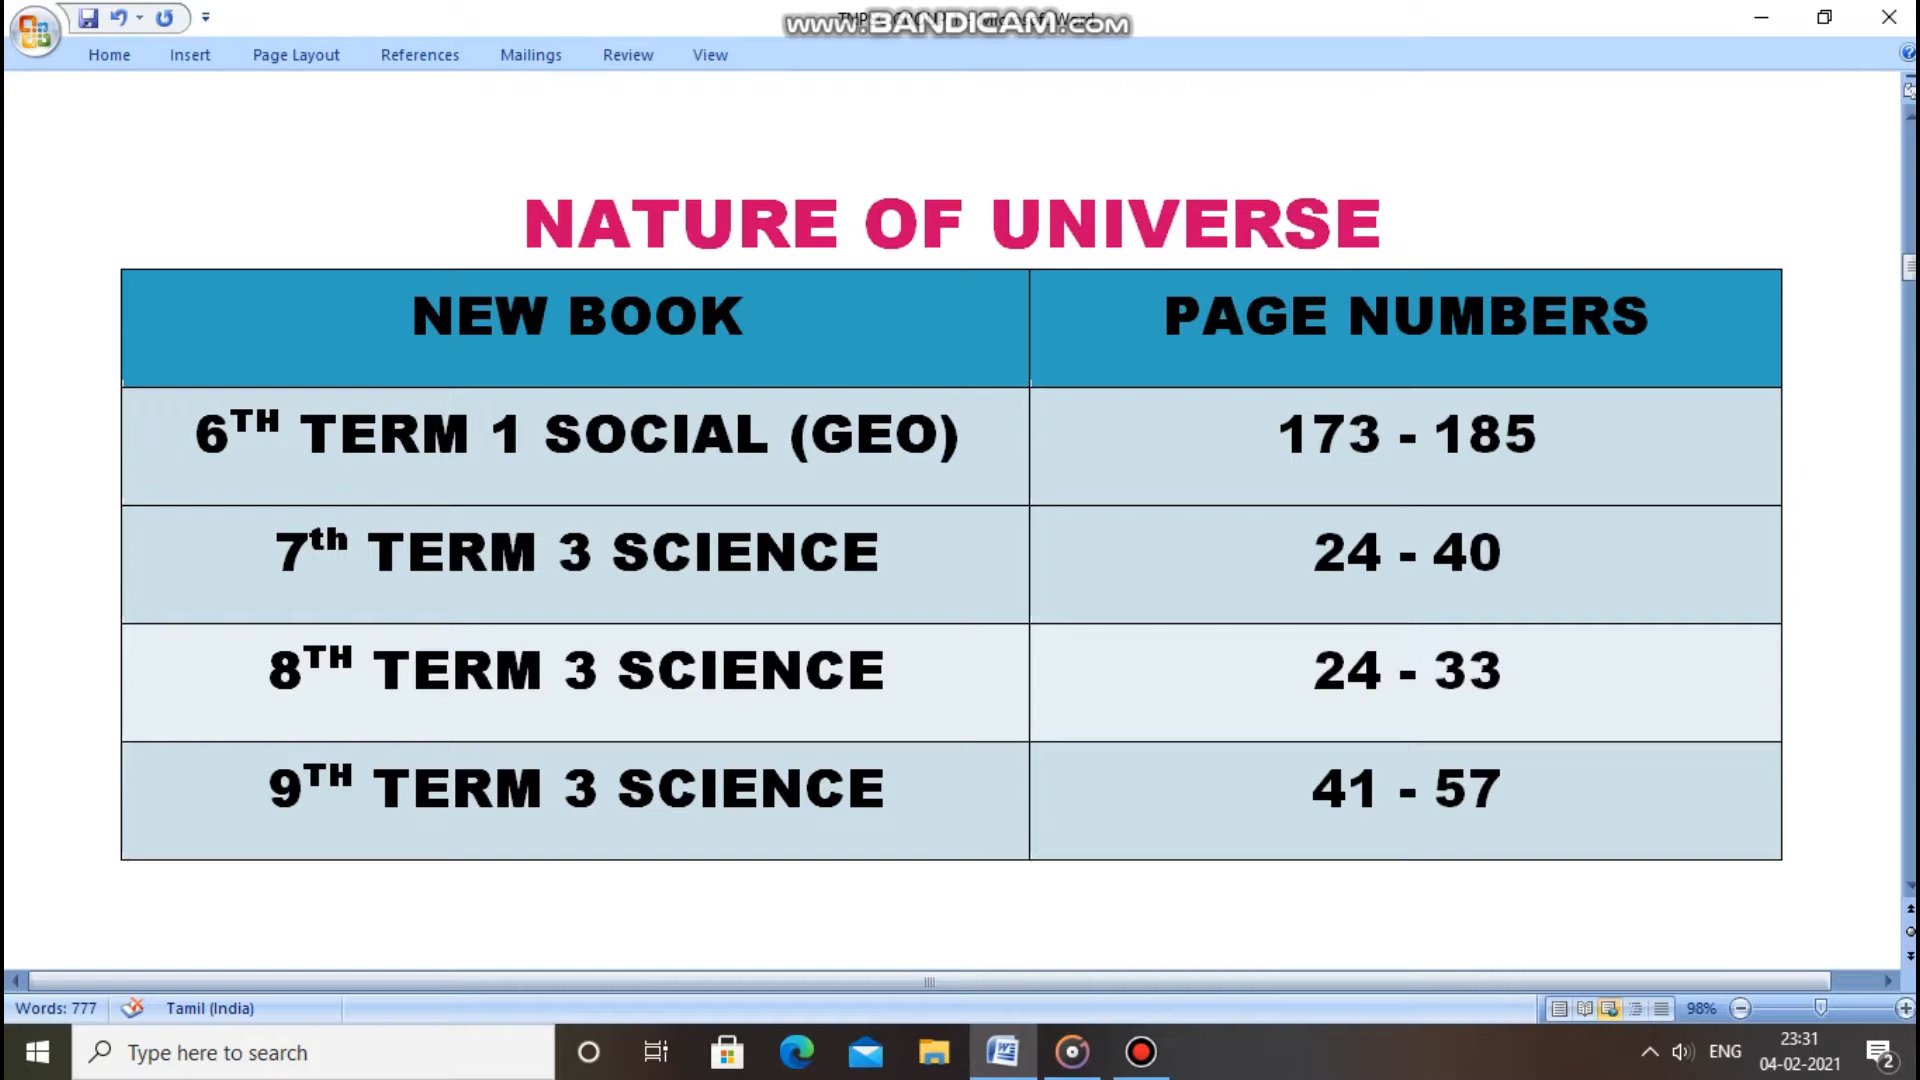 www.BANDICAM.com
Home Insert Page Layout References Mailings Review View
NATURE OF UNIVERSE
NEW BOOK PAGE NUMBERS
6TH TERM 1 SOCIAL (GEO) 173 - 185
7th TERM 3 SCIENCE 24 - 40
8TH TERM 3 SCIENCE 24 - 33
9TH TERM 3 SCIENCE 41 - 57
Words: 777 Tamil (India) 98%
Type here to search ENG 23:31
04-02-2021 2